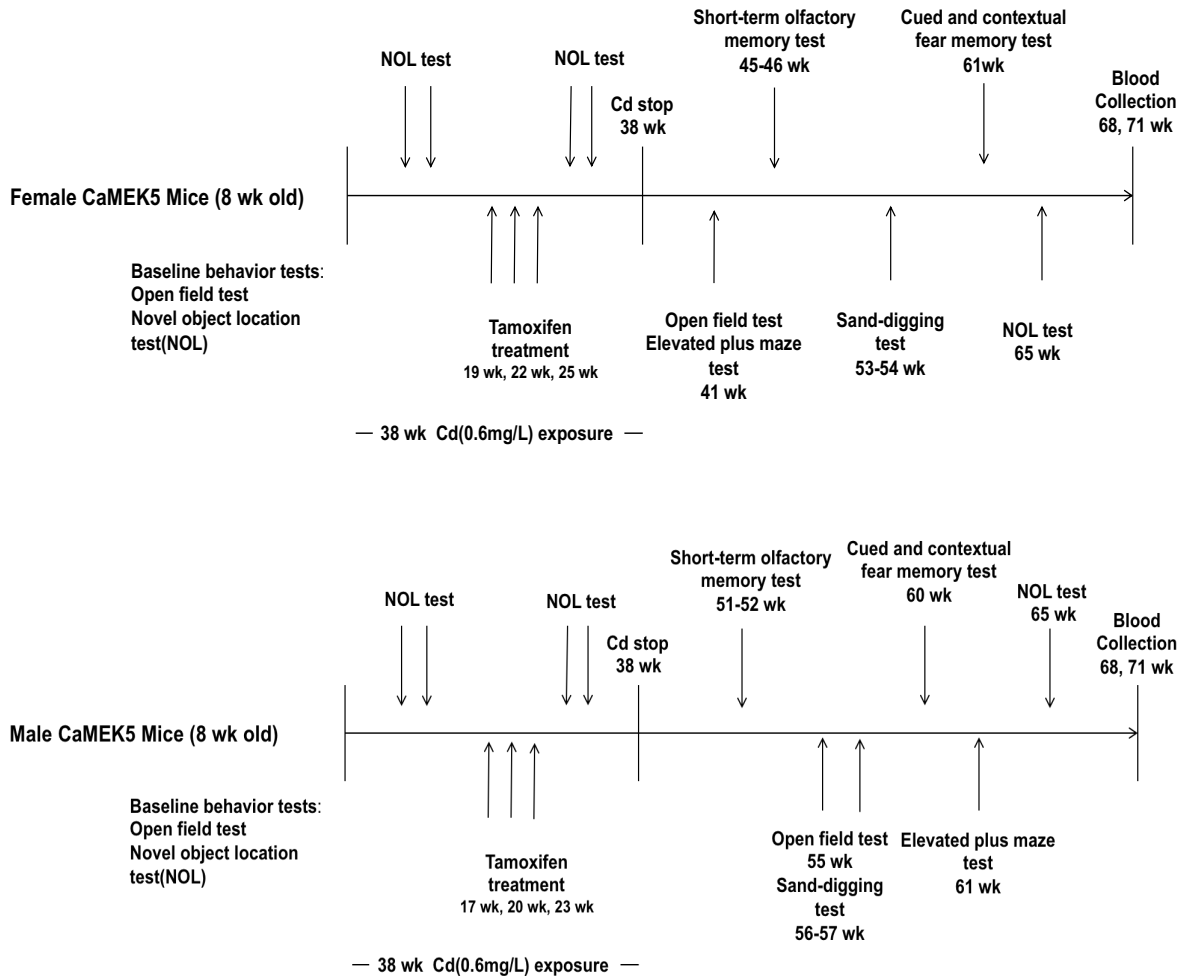 Short-term olfactory
memory test
45-46 wk
Cued and contextual
fear memory test
61wk
NOL test
NOL test
Blood
Collection
68, 71 wk
Cd stop
38 wk
Female CaMEK5 Mice (8 wk old)
Baseline behavior tests:
Open field test
Novel object location
test(NOL)
Tamoxifen
treatment
19 wk, 22 wk, 25 wk
Open field test
Elevated plus maze
test
41 wk
Sand-digging
test
53-54 wk
NOL test
65 wk
— 38 wk Cd(0.6mg/L) exposure —
Short-term olfactory
memory test
51-52 wk
Cued and contextual
fear memory test
60 wk
NOL test
NOL test
NOL test
65 wk
Blood
Collection
68, 71 wk
Cd stop
38 wk
Male CaMEK5 Mice (8 wk old)
Baseline behavior tests:
Open field test
Novel object location
test(NOL)
Tamoxifen
treatment
17 wk, 20 wk, 23 wk
Open field test
55 wk
Sand-digging
test
56-57 wk
Elevated plus maze
test
61 wk
— 38 wk Cd(0.6mg/L) exposure —